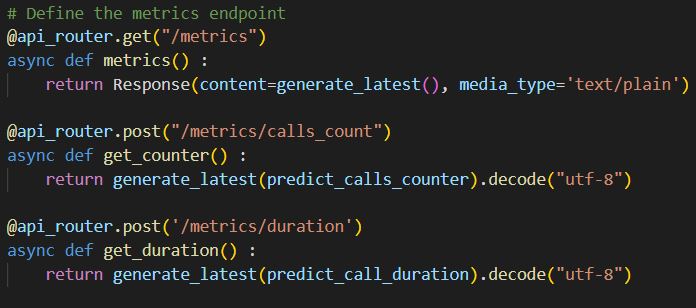 # Define the metrics endpoint
@api_router.get("/metrics")
async def metrics() :
    return Response(content=generate_latest(), media_type='text/plain')
@api_router.post("/metrics/calls_count")
async def get_counter() :
    return generate_latest(predict_calls_counter).decode("utf-8")
@api_router.post('/metrics/duration')
async def get_duration() :
    return generate_latest(predict_call_duration).decode("utf-8")